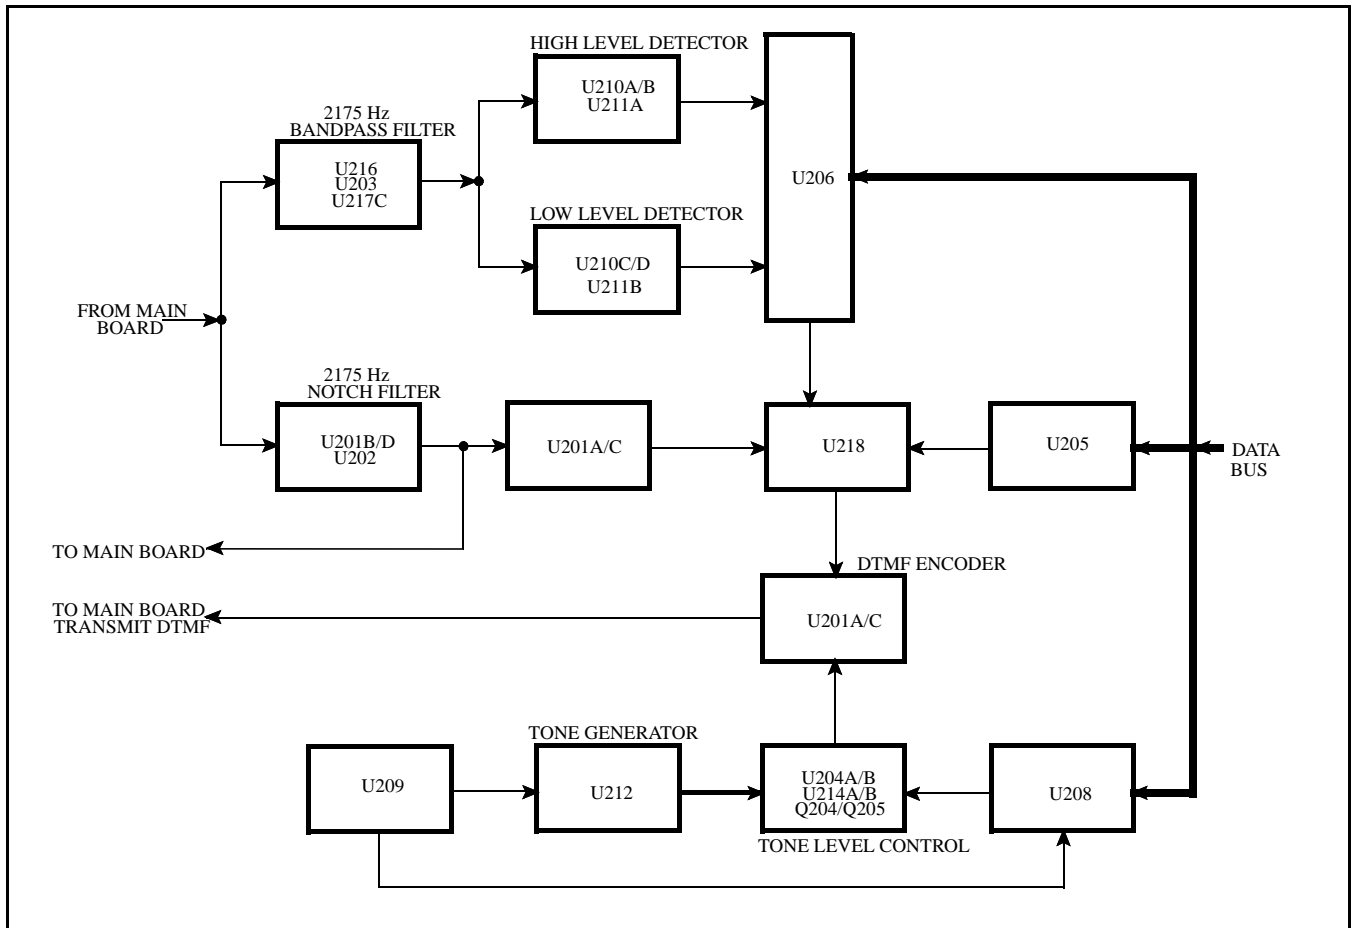 HIGH LEVEL DETECTOR
U210A/B
U211A
2175 Hz
BANDPASS FILTER
U216
U203
U217C
U206
LOW LEVEL DETECTOR
U210C/D
U211B
FROM MAIN
BOARD
2175 Hz
NOTCH FILTER
U201B/D
U202
U201A/C
U218
U205
DATA
BUS
TO MAIN BOARD
DTMF ENCODER
TO MAIN BOARD
TRANSMIT DTMF
U201A/C
TONE GENERATOR
U209
U212
U204A/B
U214A/B
Q204/Q205
U208
TONE LEVEL CONTROL